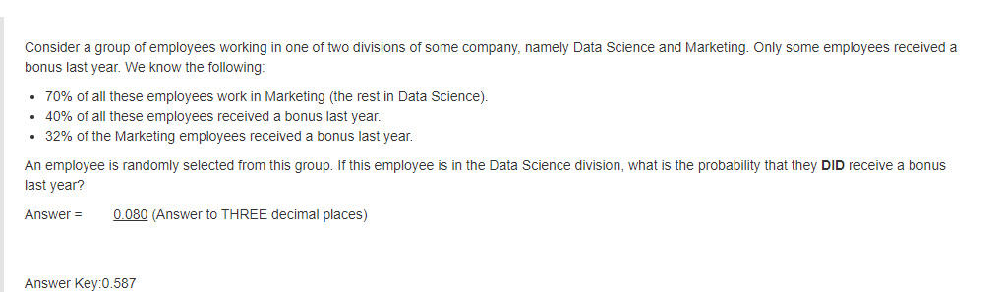 Consider a group of employees working in one of two divisions of some company, namely Data Science and Marketing. Only some employees received a
bonus last year. We know the following:
• 70% of all these employees work in Marketing (the rest in Data Science).
• 40% of all these employees received a bonus last year.
• 32% of the Marketing employees received a bonus last year.
An employee is randomly selected from this group. If this employee is in the Data Science division, what is the probability that they DID receive a bonus
last year?
Answer = 0.080 (Answer to THREE decimal places)
Answer Key:0.587